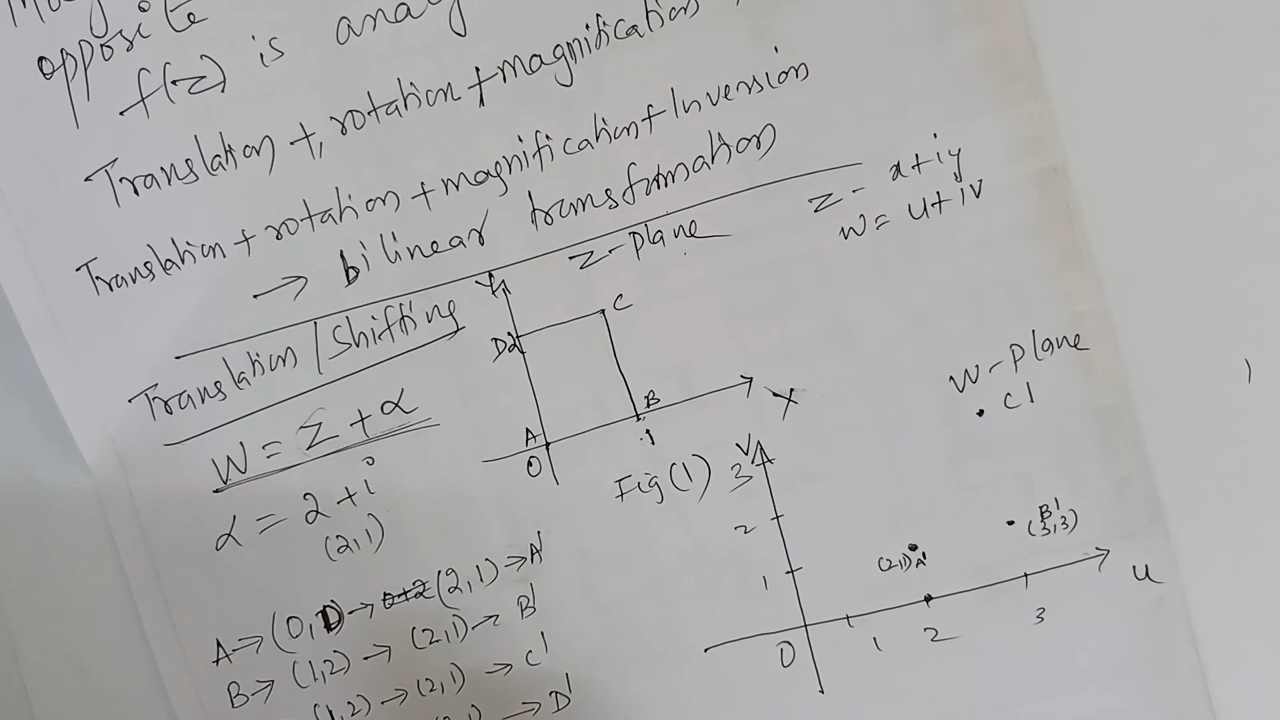 opposite
f(z) is
Translation +, rotation + magnification
Translation + rotation + magnification + Inversion
→ bilinear transformation
z - x+iy
w = u+iv
Translation / Shifting
w = z + α
α = 2+i
(2,1)
Z-plane
Y
D2
C
A
B
O
1
X
Fig(1)
A → (0, → (2,1) → A'
B → (1,2) → (2,1) → B'
(1,2) → (2,1) → C'
→ D'
W-plane
C'
V
3
2
1
(2,1) A'
B'
(3,3)
O
1
2
3
u